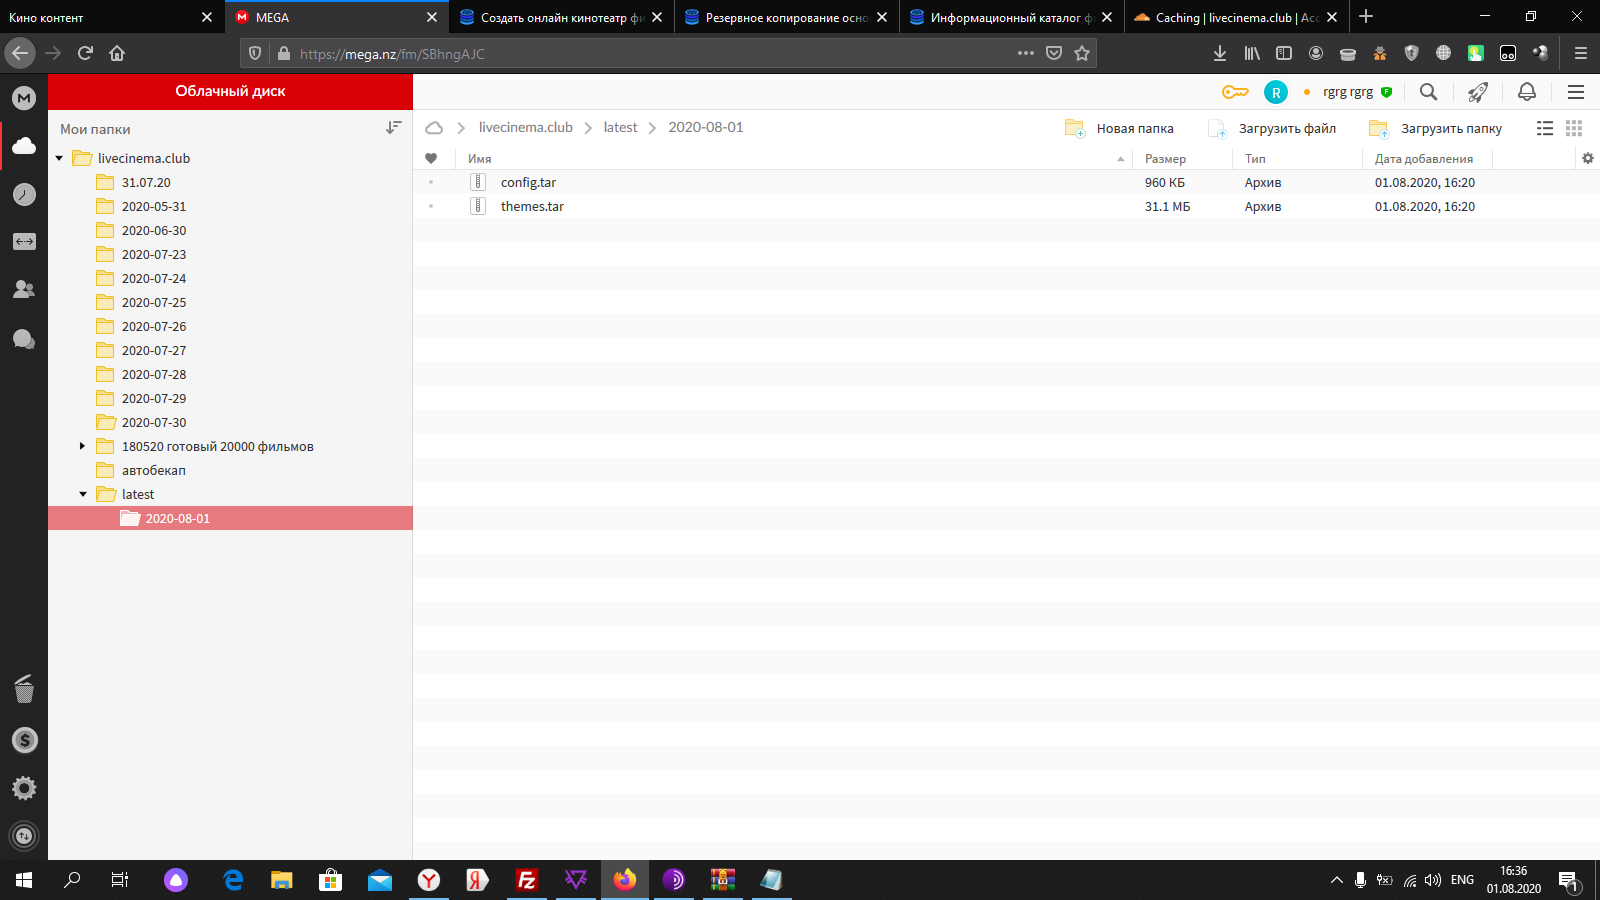 Кино контент
MEGA
Создать онлайн кинотеатр фи
Резервное копирование осно
Информационный каталог ф
Caching | livecinema.club | Acc
https://mega.nz/fm/SBhngAJC
Облачный диск
R
rgrg rgrg
Мои папки
livecinema.club
latest
2020-08-01
Новая папка
Загрузить файл
Загрузить папку
Имя
Размер
Тип
Дата добавления
config.tar
960 КБ
Архив
01.08.2020, 16:20
themes.tar
31.1 МБ
Архив
01.08.2020, 16:20
livecinema.club
31.07.20
2020-05-31
2020-06-30
2020-07-23
2020-07-24
2020-07-25
2020-07-26
2020-07-27
2020-07-28
2020-07-29
2020-07-30
180520 готовый 20000 фильмов
автобекап
latest
2020-08-01
ENG
16:36
01.08.2020
1